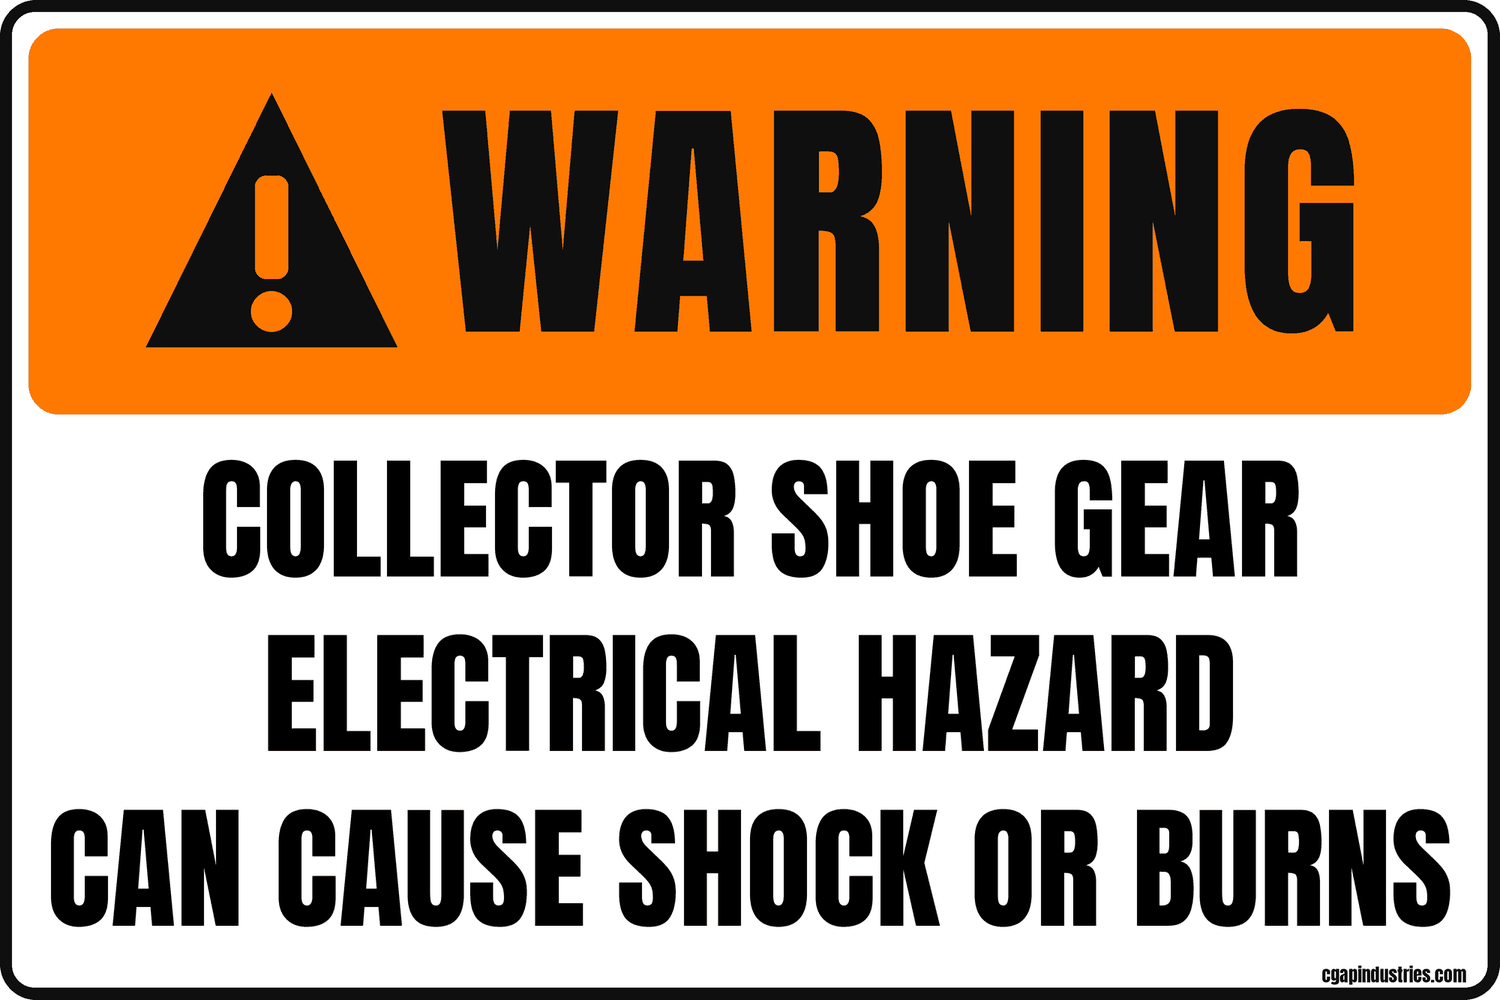 WARNING
COLLECTOR SHOE GEAR
ELECTRICAL HAZARD
CAN CAUSE SHOCK OR BURNS
cgapindustries.com